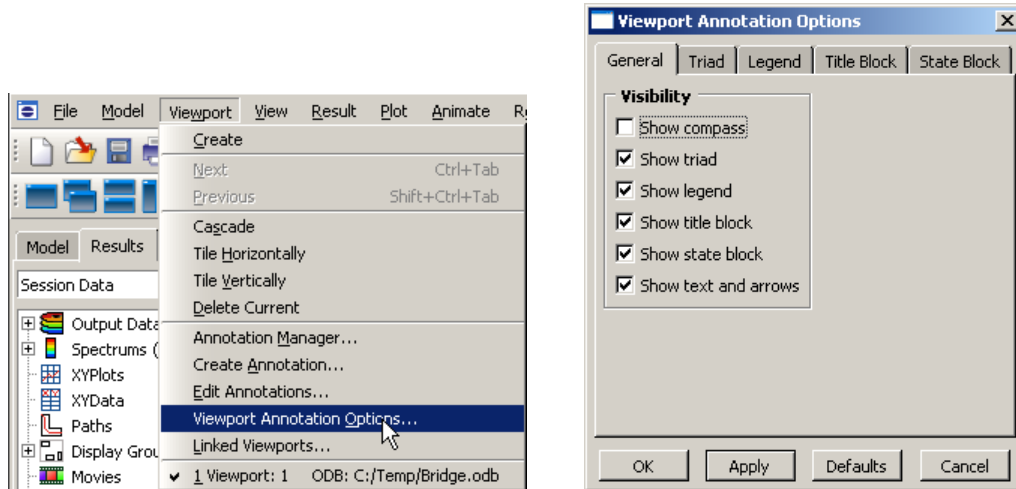 File Model Viewport View Result Plot Animate
Create
Next Ctrl+Tab
Previous Shift+Ctrl+Tab
Cascade
Tile Horizontally
Tile Vertically
Delete Current
Annotation Manager...
Create Annotation...
Edit Annotations...
Viewport Annotation Options...
Linked Viewports...
1 Viewport: 1 ODB: C:/Temp/Bridge.odb
Model Results
Session Data
Output Data
Spectrums (
XYPlots
XYData
Paths
Display Grou
Movies
Viewport Annotation Options
General Triad Legend Title Block State Block
Visibility
Show compass
Show triad
Show legend
Show title block
Show state block
Show text and arrows
OK Apply Defaults Cancel